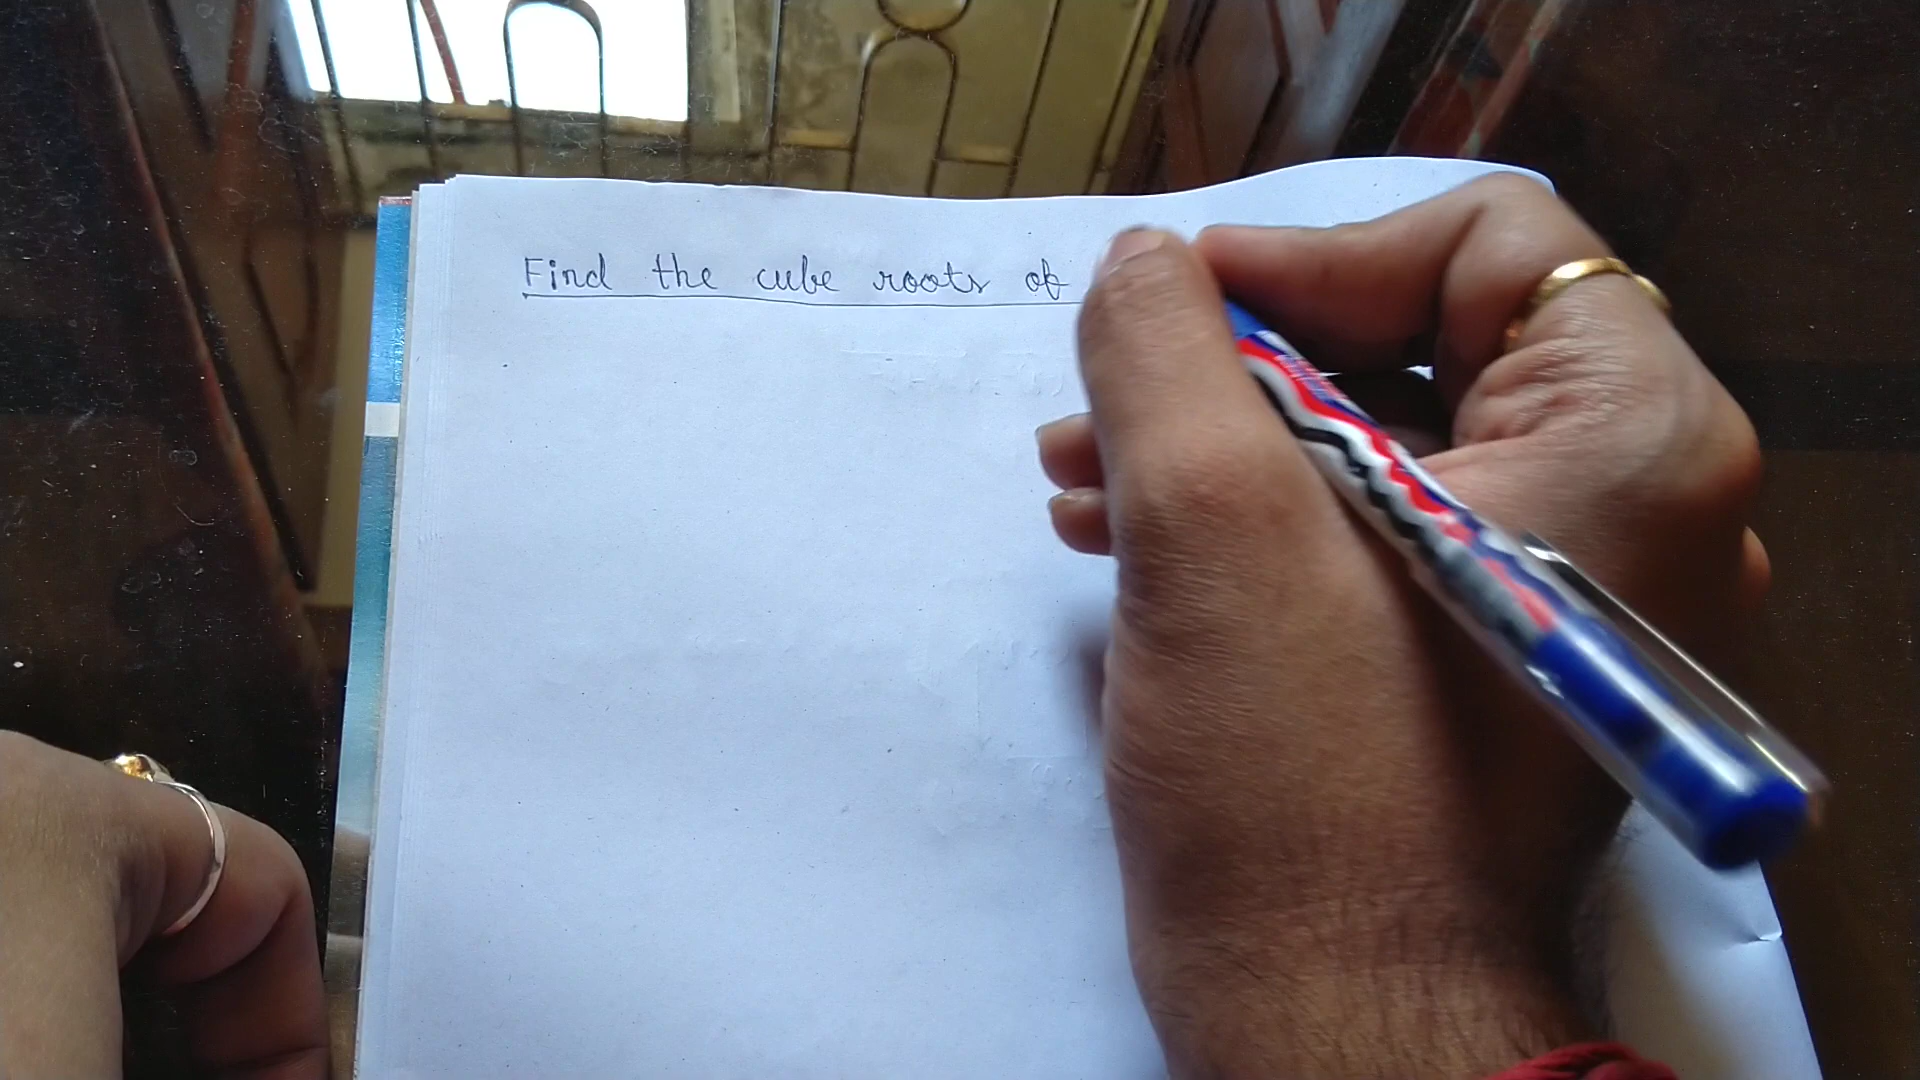 Find the cube roots of